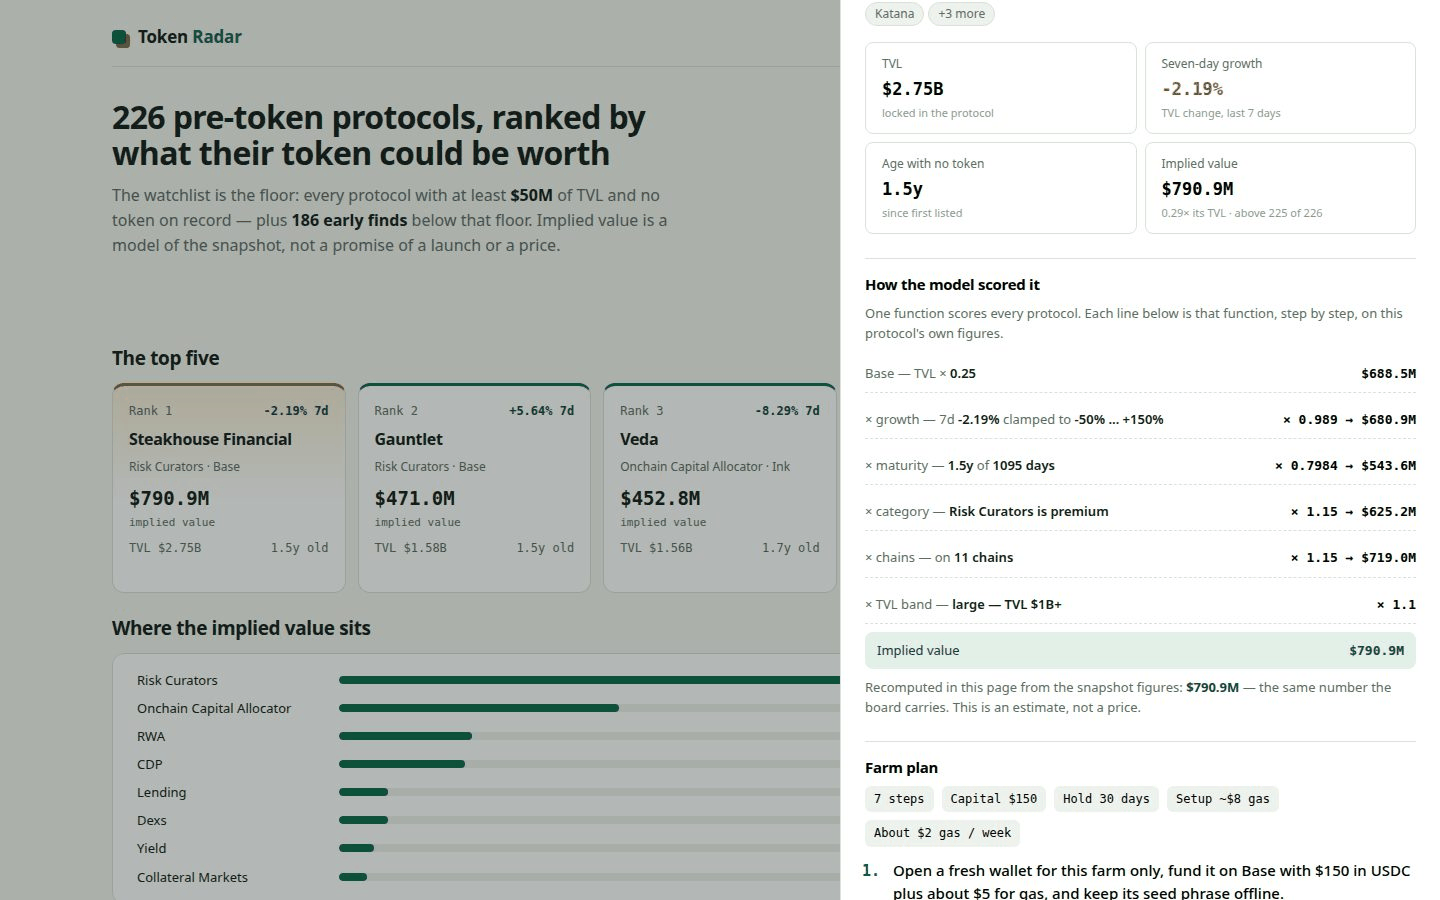 Token Radar
226 pre-token protocols, ranked by
what their token could be worth
The watchlist is the floor: every protocol with at least $50M of TVL and no
token on record — plus 186 early finds below that floor. Implied value is a
model of the snapshot, not a promise of a launch or a price.
The top five
Rank 1 -2.19% 7d
Steakhouse Financial
Risk Curators · Base
$790.9M
implied value
TVL $2.75B 1.5y old
Rank 2 +5.64% 7d
Gauntlet
Risk Curators · Base
$471.0M
implied value
TVL $1.58B 1.5y old
Rank 3 -8.29% 7d
Veda
Onchain Capital Allocator · Ink
$452.8M
implied value
TVL $1.56B 1.7y old
Where the implied value sits
Risk Curators
Onchain Capital Allocator
RWA
CDP
Lending
Dexs
Yield
Collateral Markets
Katana +3 more
TVL
$2.75B
locked in the protocol
Seven-day growth
-2.19%
TVL change, last 7 days
Age with no token
1.5y
since first listed
Implied value
$790.9M
0.29× its TVL · above 225 of 226
How the model scored it
One function scores every protocol. Each line below is that function, step by step, on this
protocol's own figures.
Base — TVL × 0.25 $688.5M
× growth — 7d -2.19% clamped to -50% … +150% × 0.989 → $680.9M
× maturity — 1.5y of 1095 days × 0.7984 → $543.6M
× category — Risk Curators is premium × 1.15 → $625.2M
× chains — on 11 chains × 1.15 → $719.0M
× TVL band — large — TVL $1B+ × 1.1
Implied value $790.9M
Recomputed in this page from the snapshot figures: $790.9M — the same number the
board carries. This is an estimate, not a price.
Farm plan
7 steps Capital $150 Hold 30 days Setup ~$8 gas
About $2 gas / week
1. Open a fresh wallet for this farm only, fund it on Base with $150 in USDC
plus about $5 for gas, and keep its seed phrase offline.